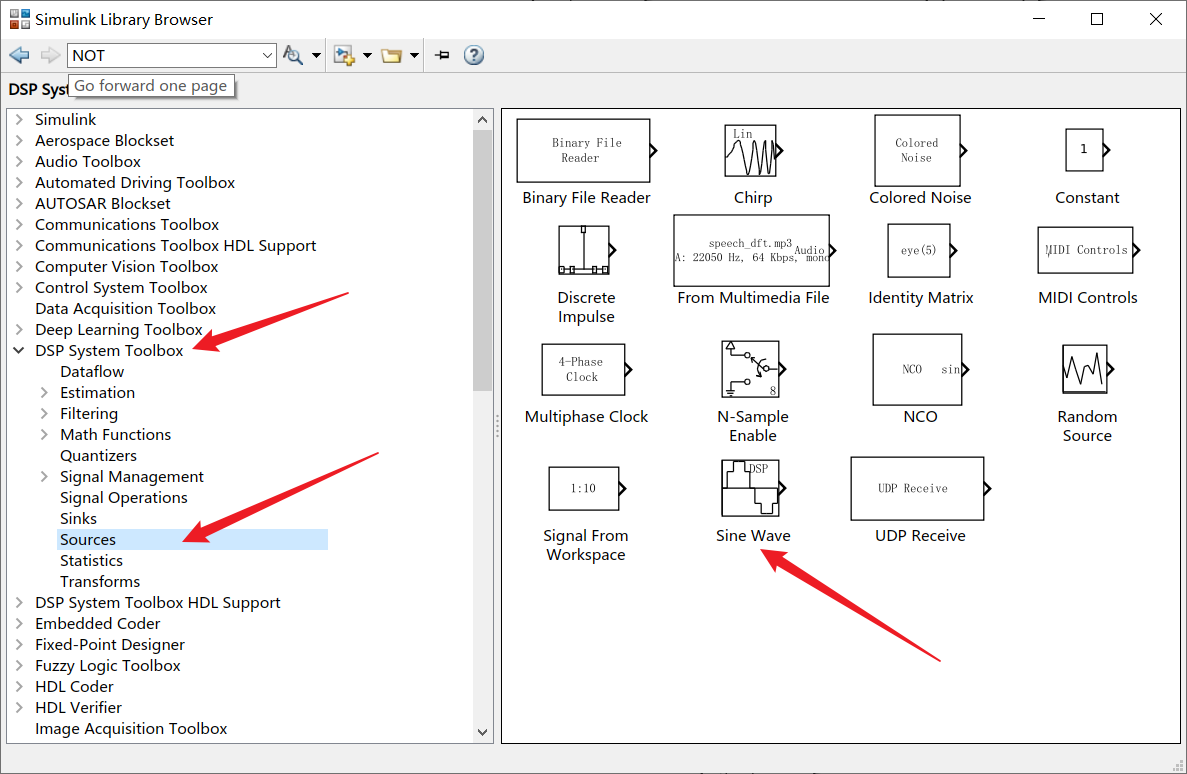 Simulink Library Browser
NOT
Go forward one page
DSP Syst
Simulink
Aerospace Blockset
Audio Toolbox
Automated Driving Toolbox
AUTOSAR Blockset
Communications Toolbox
Communications Toolbox HDL Support
Computer Vision Toolbox
Control System Toolbox
Data Acquisition Toolbox
Deep Learning Toolbox
DSP System Toolbox
Dataflow
Estimation
Filtering
Math Functions
Quantizers
Signal Management
Signal Operations
Sinks
Sources
Statistics
Transforms
DSP System Toolbox HDL Support
Embedded Coder
Fixed-Point Designer
Fuzzy Logic Toolbox
HDL Coder
HDL Verifier
Image Acquisition Toolbox
Binary File
Reader
Binary File Reader
Lin
Chirp
Colored
Noise
Colored Noise
1
Constant
Discrete
Impulse
speech_dft.mp3
Audio
A: 22050 Hz, 64 Kbps, mono
From Multimedia File
eye(5)
Identity Matrix
MIDI Controls
MIDI Controls
4-Phase
Clock
Multiphase Clock
8
N-Sample
Enable
NCO sin
NCO
Random
Source
1:10
Signal From
Workspace
DSP
Sine Wave
UDP Receive
UDP Receive